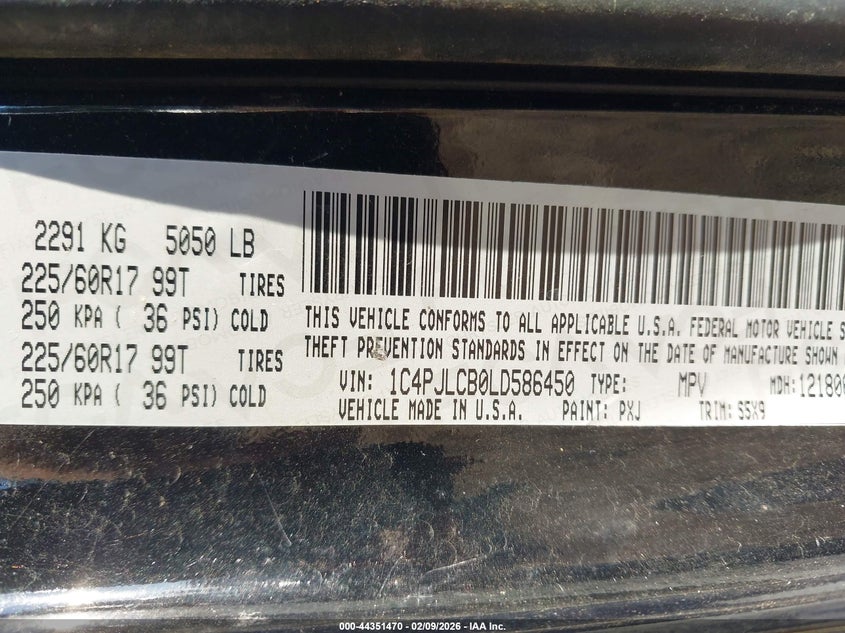 2291 KG 5050 LB
225/60R17 99T TIRES
250 KPA ( 36 PSI) COLD
225/60R17 99T TIRES
250 KPA ( 36 PSI) COLD
THIS VEHICLE CONFORMS TO ALL APPLICABLE U.S.A. FEDERAL MOTOR VEHICLE S
THEFT PREVENTION STANDARDS IN EFFECT ON THE DATE OF MANUFACTURE SHOWN
VIN: 1C4PJLCB0LD586450 TYPE: MPV MDH: 121800
VEHICLE MADE IN U.S.A. PAINT: PXJ TRIM: S5X9
000-44351470 - 02/09/2026 - IAA Inc.